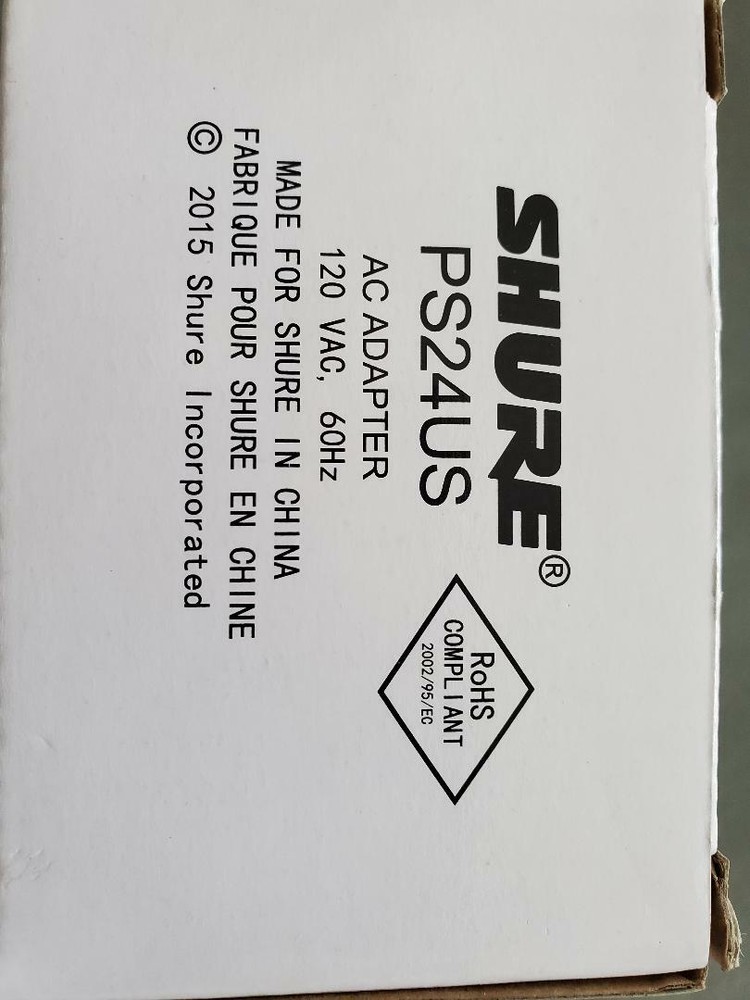 SHURE®
PS24US
AC ADAPTER
120 VAC, 60Hz
MADE FOR SHURE IN CHINA
FABRIQUE POUR SHURE EN CHINE
© 2015 Shure Incorporated
RoHS
COMPLIANT
2002/95/EC